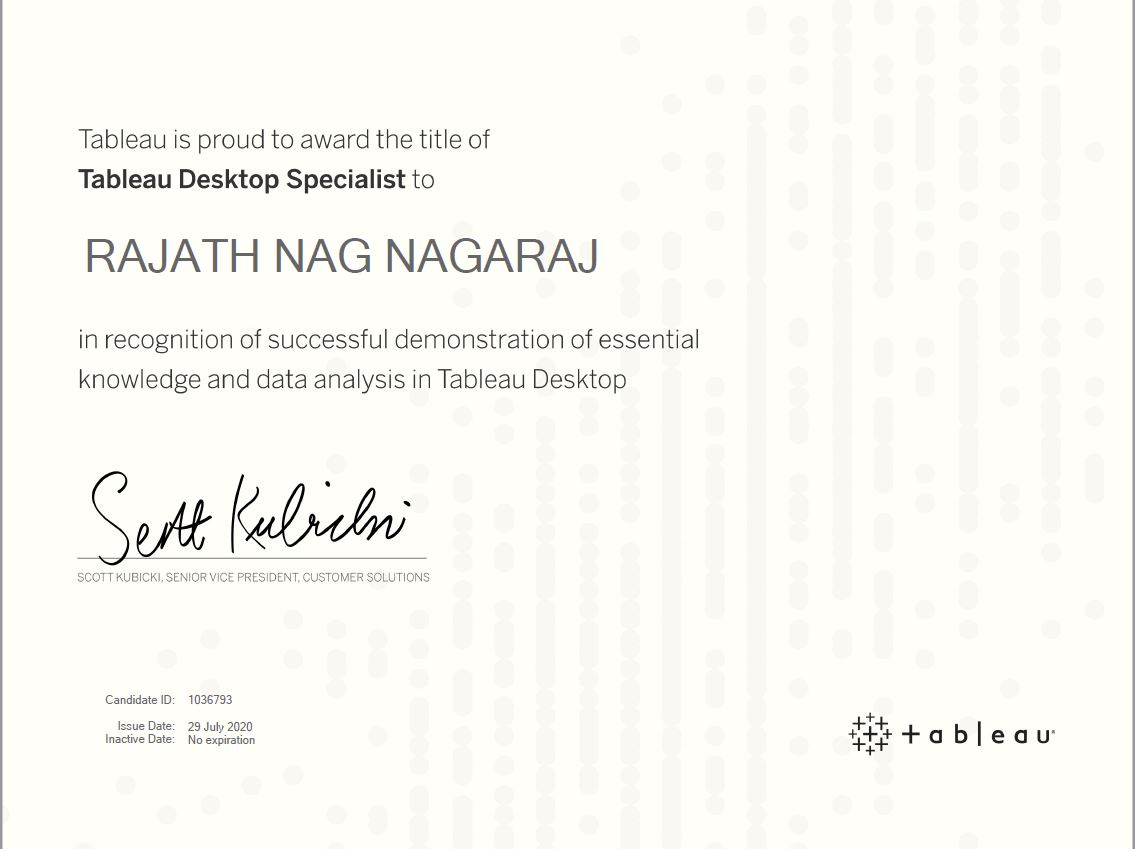 Tableau is proud to award the title of
Tableau Desktop Specialist to
RAJATH NAG NAGARAJ
in recognition of successful demonstration of essential
knowledge and data analysis in Tableau Desktop
Scott Kubicki
SCOTT KUBICKI, SENIOR VICE PRESIDENT, CUSTOMER SOLUTIONS
Candidate ID: 1036793
Issue Date: 29 July 2020
Inactive Date: No expiration
+ableau